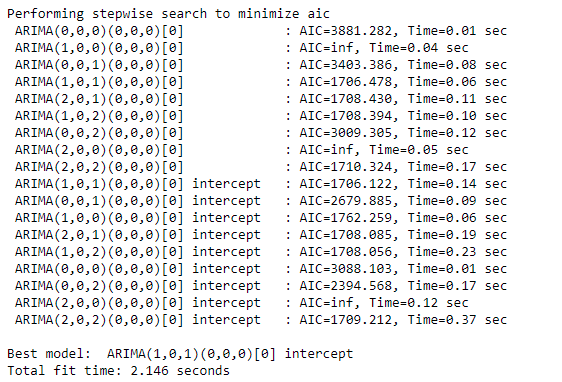 Performing stepwise search to minimize aic
ARIMA(0,0,0)(0,0,0)[0]             : AIC=3881.282, Time=0.01 sec
ARIMA(1,0,0)(0,0,0)[0]             : AIC=inf, Time=0.04 sec
ARIMA(0,0,1)(0,0,0)[0]             : AIC=3403.386, Time=0.08 sec
ARIMA(1,0,1)(0,0,0)[0]             : AIC=1706.478, Time=0.06 sec
ARIMA(2,0,1)(0,0,0)[0]             : AIC=1708.430, Time=0.11 sec
ARIMA(1,0,2)(0,0,0)[0]             : AIC=1708.394, Time=0.10 sec
ARIMA(0,0,2)(0,0,0)[0]             : AIC=3009.305, Time=0.12 sec
ARIMA(2,0,0)(0,0,0)[0]             : AIC=inf, Time=0.05 sec
ARIMA(2,0,2)(0,0,0)[0]             : AIC=1710.324, Time=0.17 sec
ARIMA(1,0,1)(0,0,0)[0] intercept   : AIC=1706.122, Time=0.14 sec
ARIMA(0,0,1)(0,0,0)[0] intercept   : AIC=2679.885, Time=0.09 sec
ARIMA(1,0,0)(0,0,0)[0] intercept   : AIC=1762.259, Time=0.06 sec
ARIMA(2,0,1)(0,0,0)[0] intercept   : AIC=1708.085, Time=0.19 sec
ARIMA(1,0,2)(0,0,0)[0] intercept   : AIC=1708.056, Time=0.23 sec
ARIMA(0,0,0)(0,0,0)[0] intercept   : AIC=3088.103, Time=0.01 sec
ARIMA(0,0,2)(0,0,0)[0] intercept   : AIC=2394.568, Time=0.17 sec
ARIMA(2,0,0)(0,0,0)[0] intercept   : AIC=inf, Time=0.12 sec
ARIMA(2,0,2)(0,0,0)[0] intercept   : AIC=1709.212, Time=0.37 sec
Best model:  ARIMA(1,0,1)(0,0,0)[0] intercept
Total fit time: 2.146 seconds